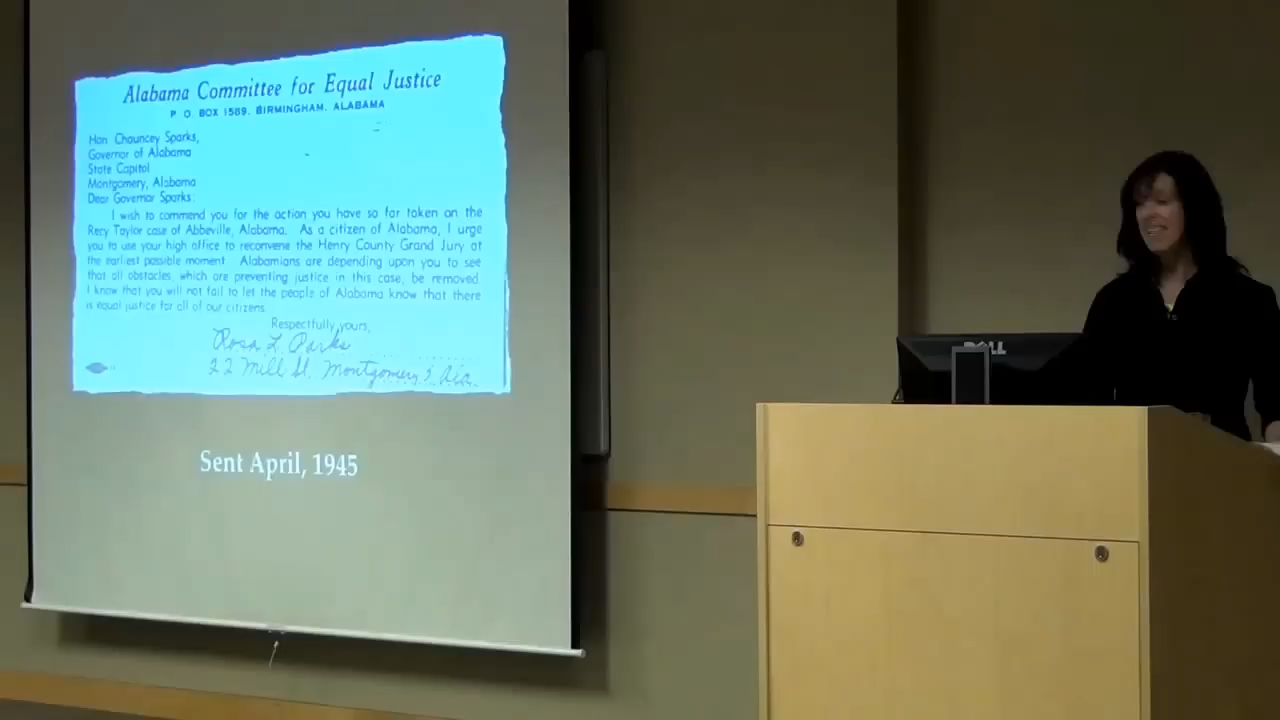 Alabama Committee for Equal Justice
P. O. BOX 1589, BIRMINGHAM, ALABAMA
Hon Chauncey Sparks,
Governor of Alabama
State Capitol
Montgomery, Alabama
Dear Governor Sparks:
I wish to commend you for the action you have so far taken on the
Recy Taylor case of Abbeville, Alabama. As a citizen of Alabama, I urge
you to use your high office to reconvene the Henry County Grand Jury at
the earliest possible moment. Alabamians are depending upon you to see
that all obstacles, which are preventing justice in this case, be removed.
I know that you will not fail to let the people of Alabama know that there
is equal justice for all of our citizens.
Respectfully yours,
Rosa L. Parks
22 Mill St. Montgomery 5, Ala.
Sent April, 1945
DELL